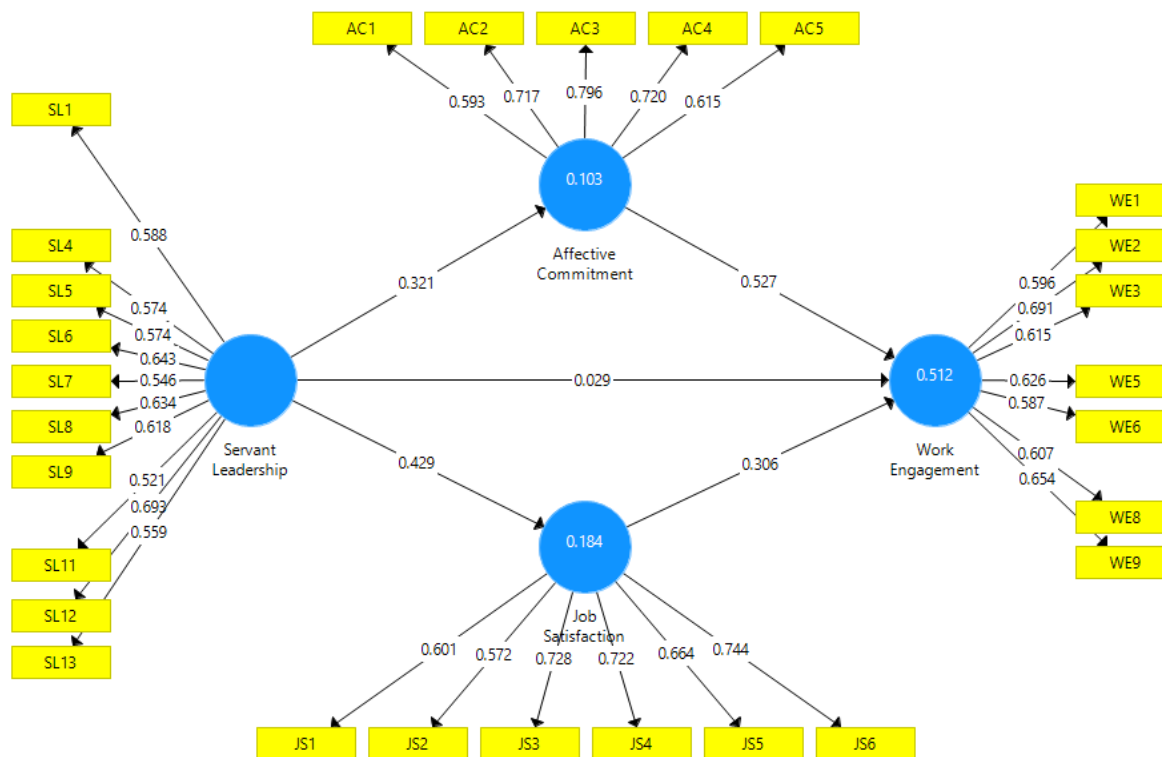 AC1
AC2
AC3
AC4
AC5
0.593
0.717
0.796
0.720
0.615
0.103
Affective
Commitment
SL1
SL4
SL5
SL6
SL7
SL8
SL9
SL11
SL12
SL13
0.588
0.574
0.574
0.643
0.546
0.634
0.618
0.521
0.693
0.559
Servant
Leadership
0.321
0.527
0.029
0.429
0.306
0.512
Work
Engagement
0.596
0.691
0.615
0.626
0.587
0.607
0.654
WE1
WE2
WE3
WE5
WE6
WE8
WE9
0.184
Job
Satisfaction
0.601
0.572
0.728
0.722
0.664
0.744
JS1
JS2
JS3
JS4
JS5
JS6